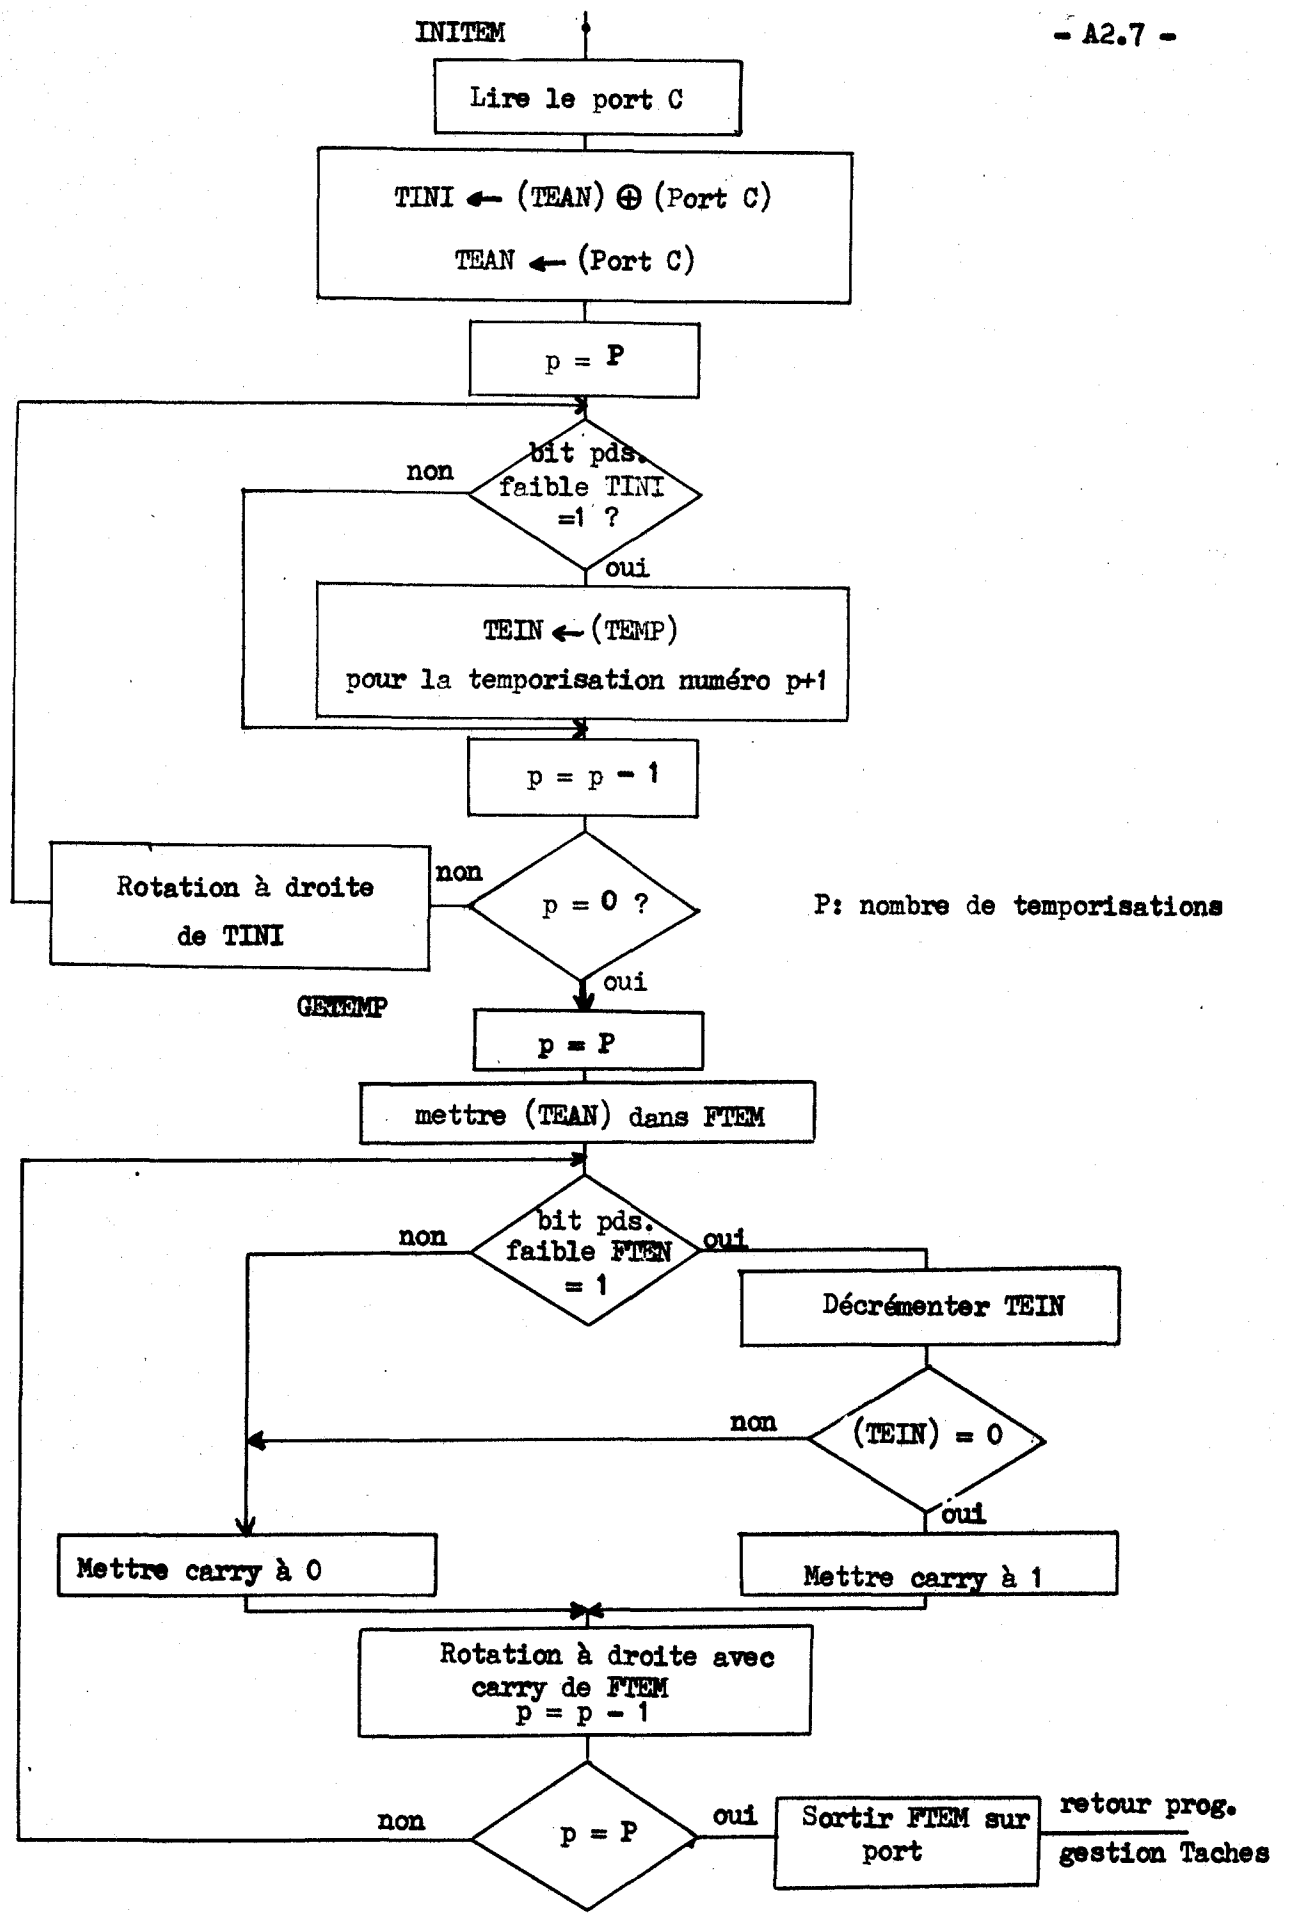 INITEM
- A2.7 -
Lire le port C
TINI ← (TEAN) ⊕ (Port C)
TEAN ← (Port C)
p = P
bit pds.
non
faible TINI
=1 ?
oui
TEIN ← (TEMP)
pour la temporisation numéro p+1
p = p - 1
non
Rotation à droite
de TINI
p = 0 ?
P: nombre de temporisations
oui
GETEMP
p = P
mettre (TEAN) dans FTEM
bit pds.
non
oui
faible FTEN
= 1
Décrémenter TEIN
non
(TEIN) = 0
oui
Mettre carry à 0
Mettre carry à 1
Rotation à droite avec
carry de FTEM
p = p - 1
non
p = P
oui
Sortir FTEM sur
port
retour prog.
gestion Taches